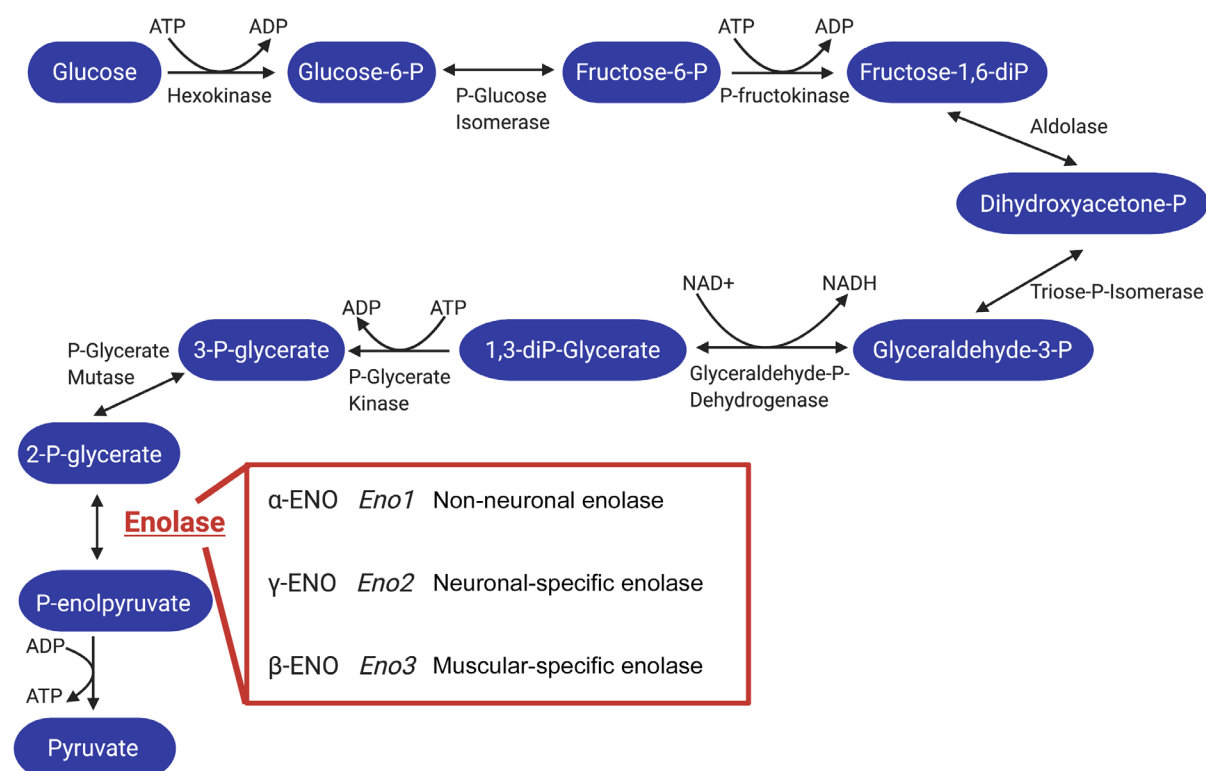 ATP ADP
ATP ADP
Glucose
Glucose-6-P
Fructose-6-P
Fructose-1,6-diP
Hexokinase
P-Glucose
Isomerase
P-fructokinase
Aldolase
Dihydroxyacetone-P
Triose-P-Isomerase
NAD+ NADH
Glyceraldehyde-3-P
Glyceraldehyde-P-
Dehydrogenase
1,3-diP-Glycerate
ADP ATP
P-Glycerate
Kinase
3-P-glycerate
P-Glycerate
Mutase
2-P-glycerate
Enolase
α-ENO Eno1 Non-neuronal enolase
γ-ENO Eno2 Neuronal-specific enolase
β-ENO Eno3 Muscular-specific enolase
P-enolpyruvate
ADP
ATP
Pyruvate